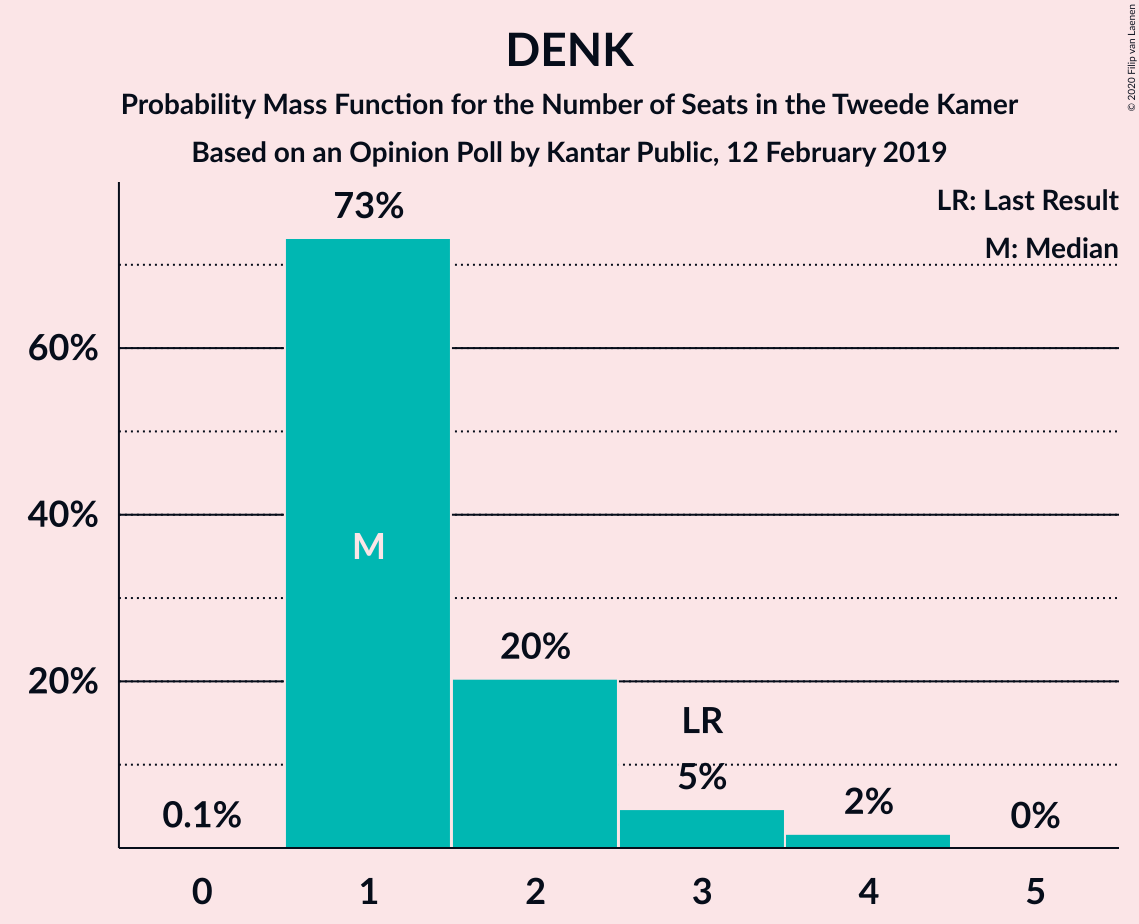 DENK
Probability Mass Function for the Number of Seats in the Tweede Kamer
Based on an Opinion Poll by Kantar Public, 12 February 2019
© 2020 Filip van Laenen
LR: Last Result
M: Median
73%
60%
M
40%
20%
20%
LR
5%
2%
0.1%
0%
0 1 2 3 4 5